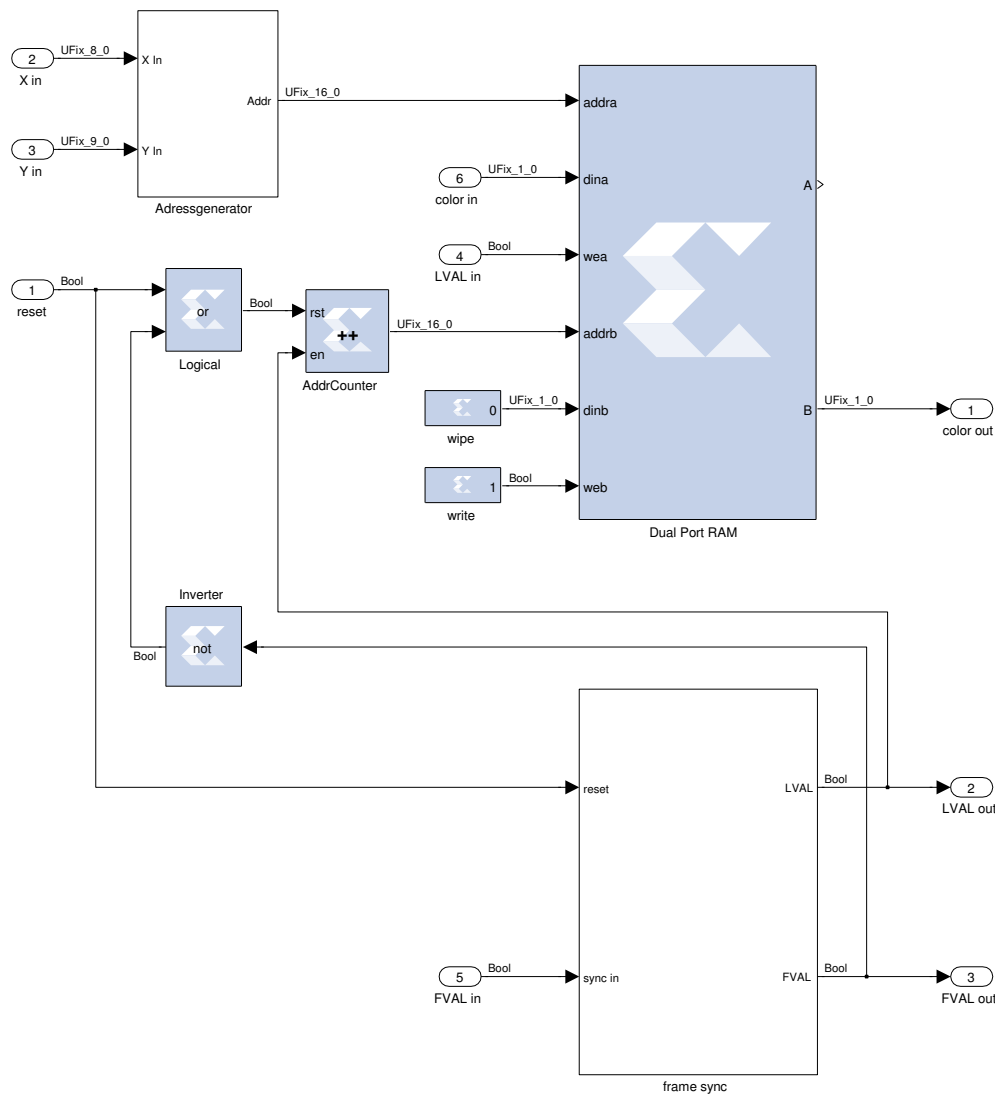 2
X in
UFix_8_0
X In
3
Y in
UFix_9_0
Y In
Addr
UFix_16_0
Adressgenerator
addra
6
color in
UFix_1_0
dina
A
4
LVAL in
Bool
wea
1
reset
Bool
or
Logical
Bool
rst
++
en
AddrCounter
UFix_16_0
addrb
0
wipe
UFix_1_0
dinb
B
UFix_1_0
1
color out
1
write
Bool
web
Dual Port RAM
Inverter
not
Bool
reset
LVAL
Bool
2
LVAL out
5
FVAL in
Bool
sync in
FVAL
Bool
3
FVAL out
frame sync